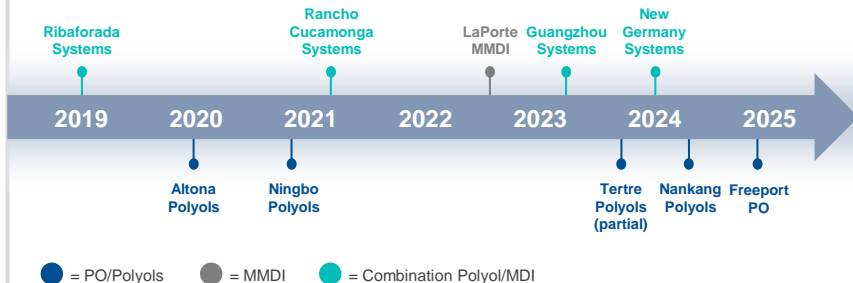 Ribaforada
Systems
Rancho
Cucamonga
Systems
LaPorte
MMDI
Guangzhou
Systems
New
Germany
Systems
2019 2020 2021 2022 2023 2024 2025
Altona
Polyols
Ningbo
Polyols
Tertre
Polyols
(partial)
Nankang
Polyols
Freeport
PO
= PO/Polyols = MMDI = Combination Polyol/MDI